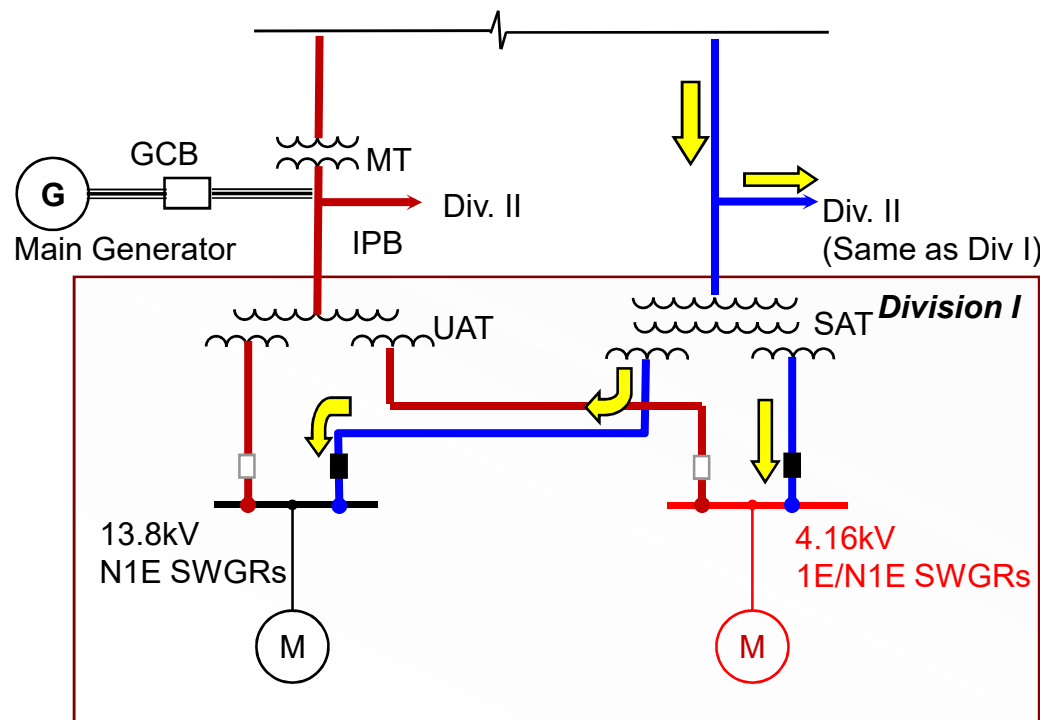 GCB
MT
G
Div. II
Main Generator
IPB
Div. II
(Same as Div I)
Division I
UAT
SAT
13.8kV
N1E SWGRs
4.16kV
1E/N1E SWGRs
M
M